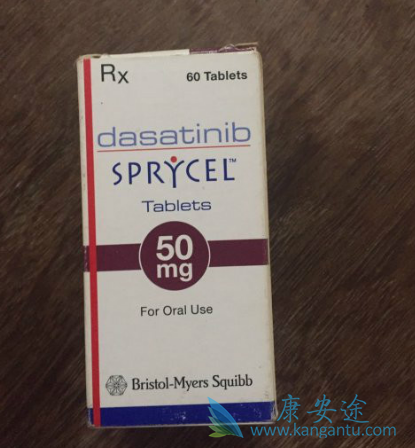 Rx
60 Tablets
dasatinib
SPRYCEL™
Tablets
50
mg
For Oral Use
Bristol-Myers Squibb
康安途
www.kangantu.com